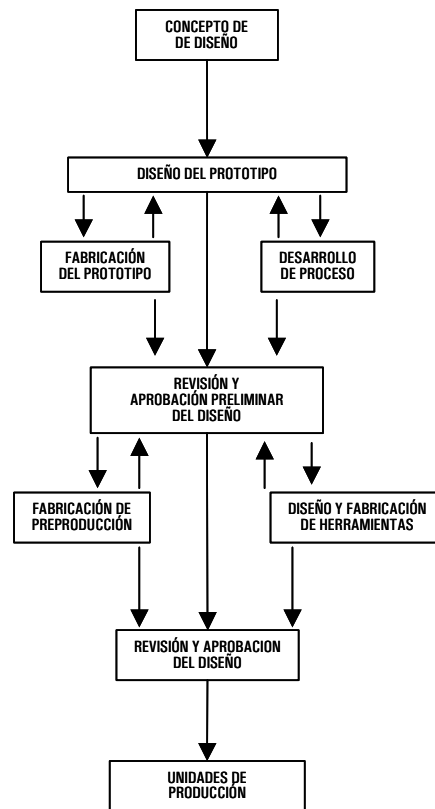 CONCEPTO DE
DE DISEÑO
DISEÑO DEL PROTOTIPO
FABRICACIÓN
DEL PROTOTIPO
DESARROLLO
DE PROCESO
REVISIÓN Y
APROBACIÓN PRELIMINAR
DEL DISEÑO
FABRICACIÓN DE
PREPRODUCCIÓN
DISEÑO Y FABRICACIÓN
DE HERRAMIENTAS
REVISIÓN Y APROBACION
DEL DISEÑO
UNIDADES DE
PRODUCCIÓN